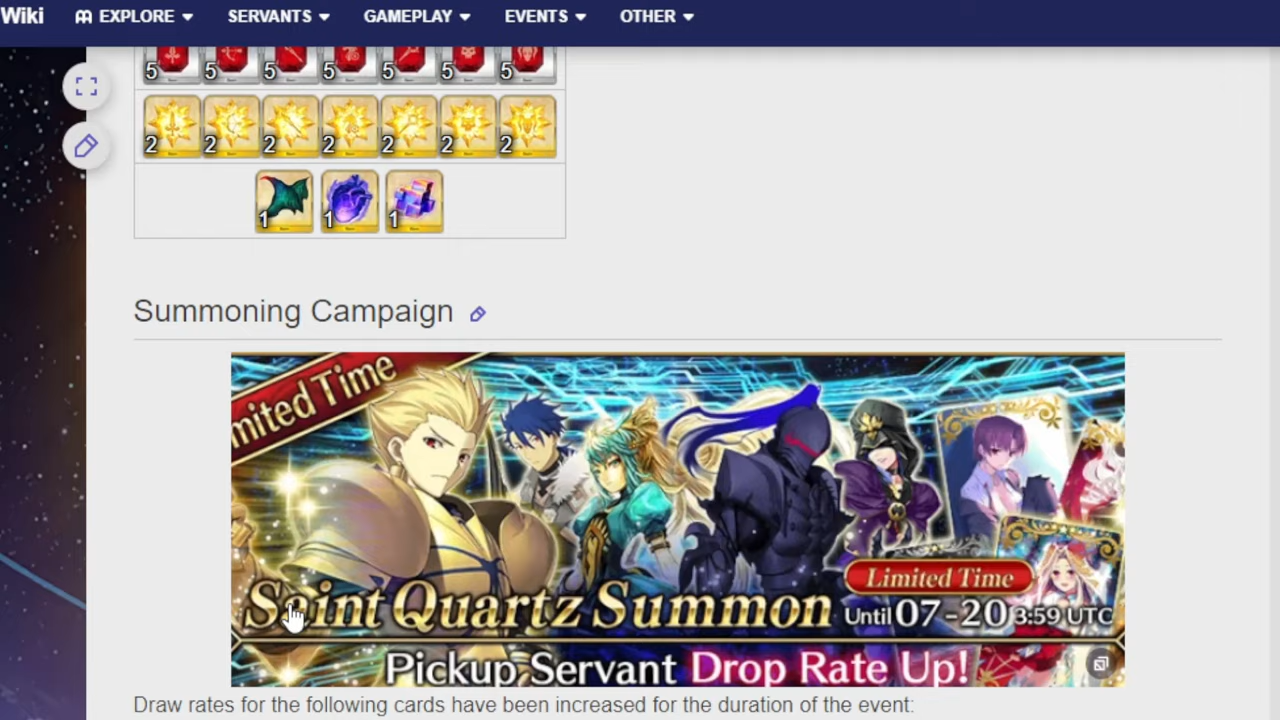 Wiki EXPLORE SERVANTS GAMEPLAY EVENTS OTHER
5 5 5 5 5 5 5
2 2 2 2 2 2 2
1 1 1
Summoning Campaign
mited Time
Limited Time
Saint Quartz Summon Until 07-20 3:59 UTC
Pickup Servant Drop Rate Up!
Draw rates for the following cards have been increased for the duration of the event: